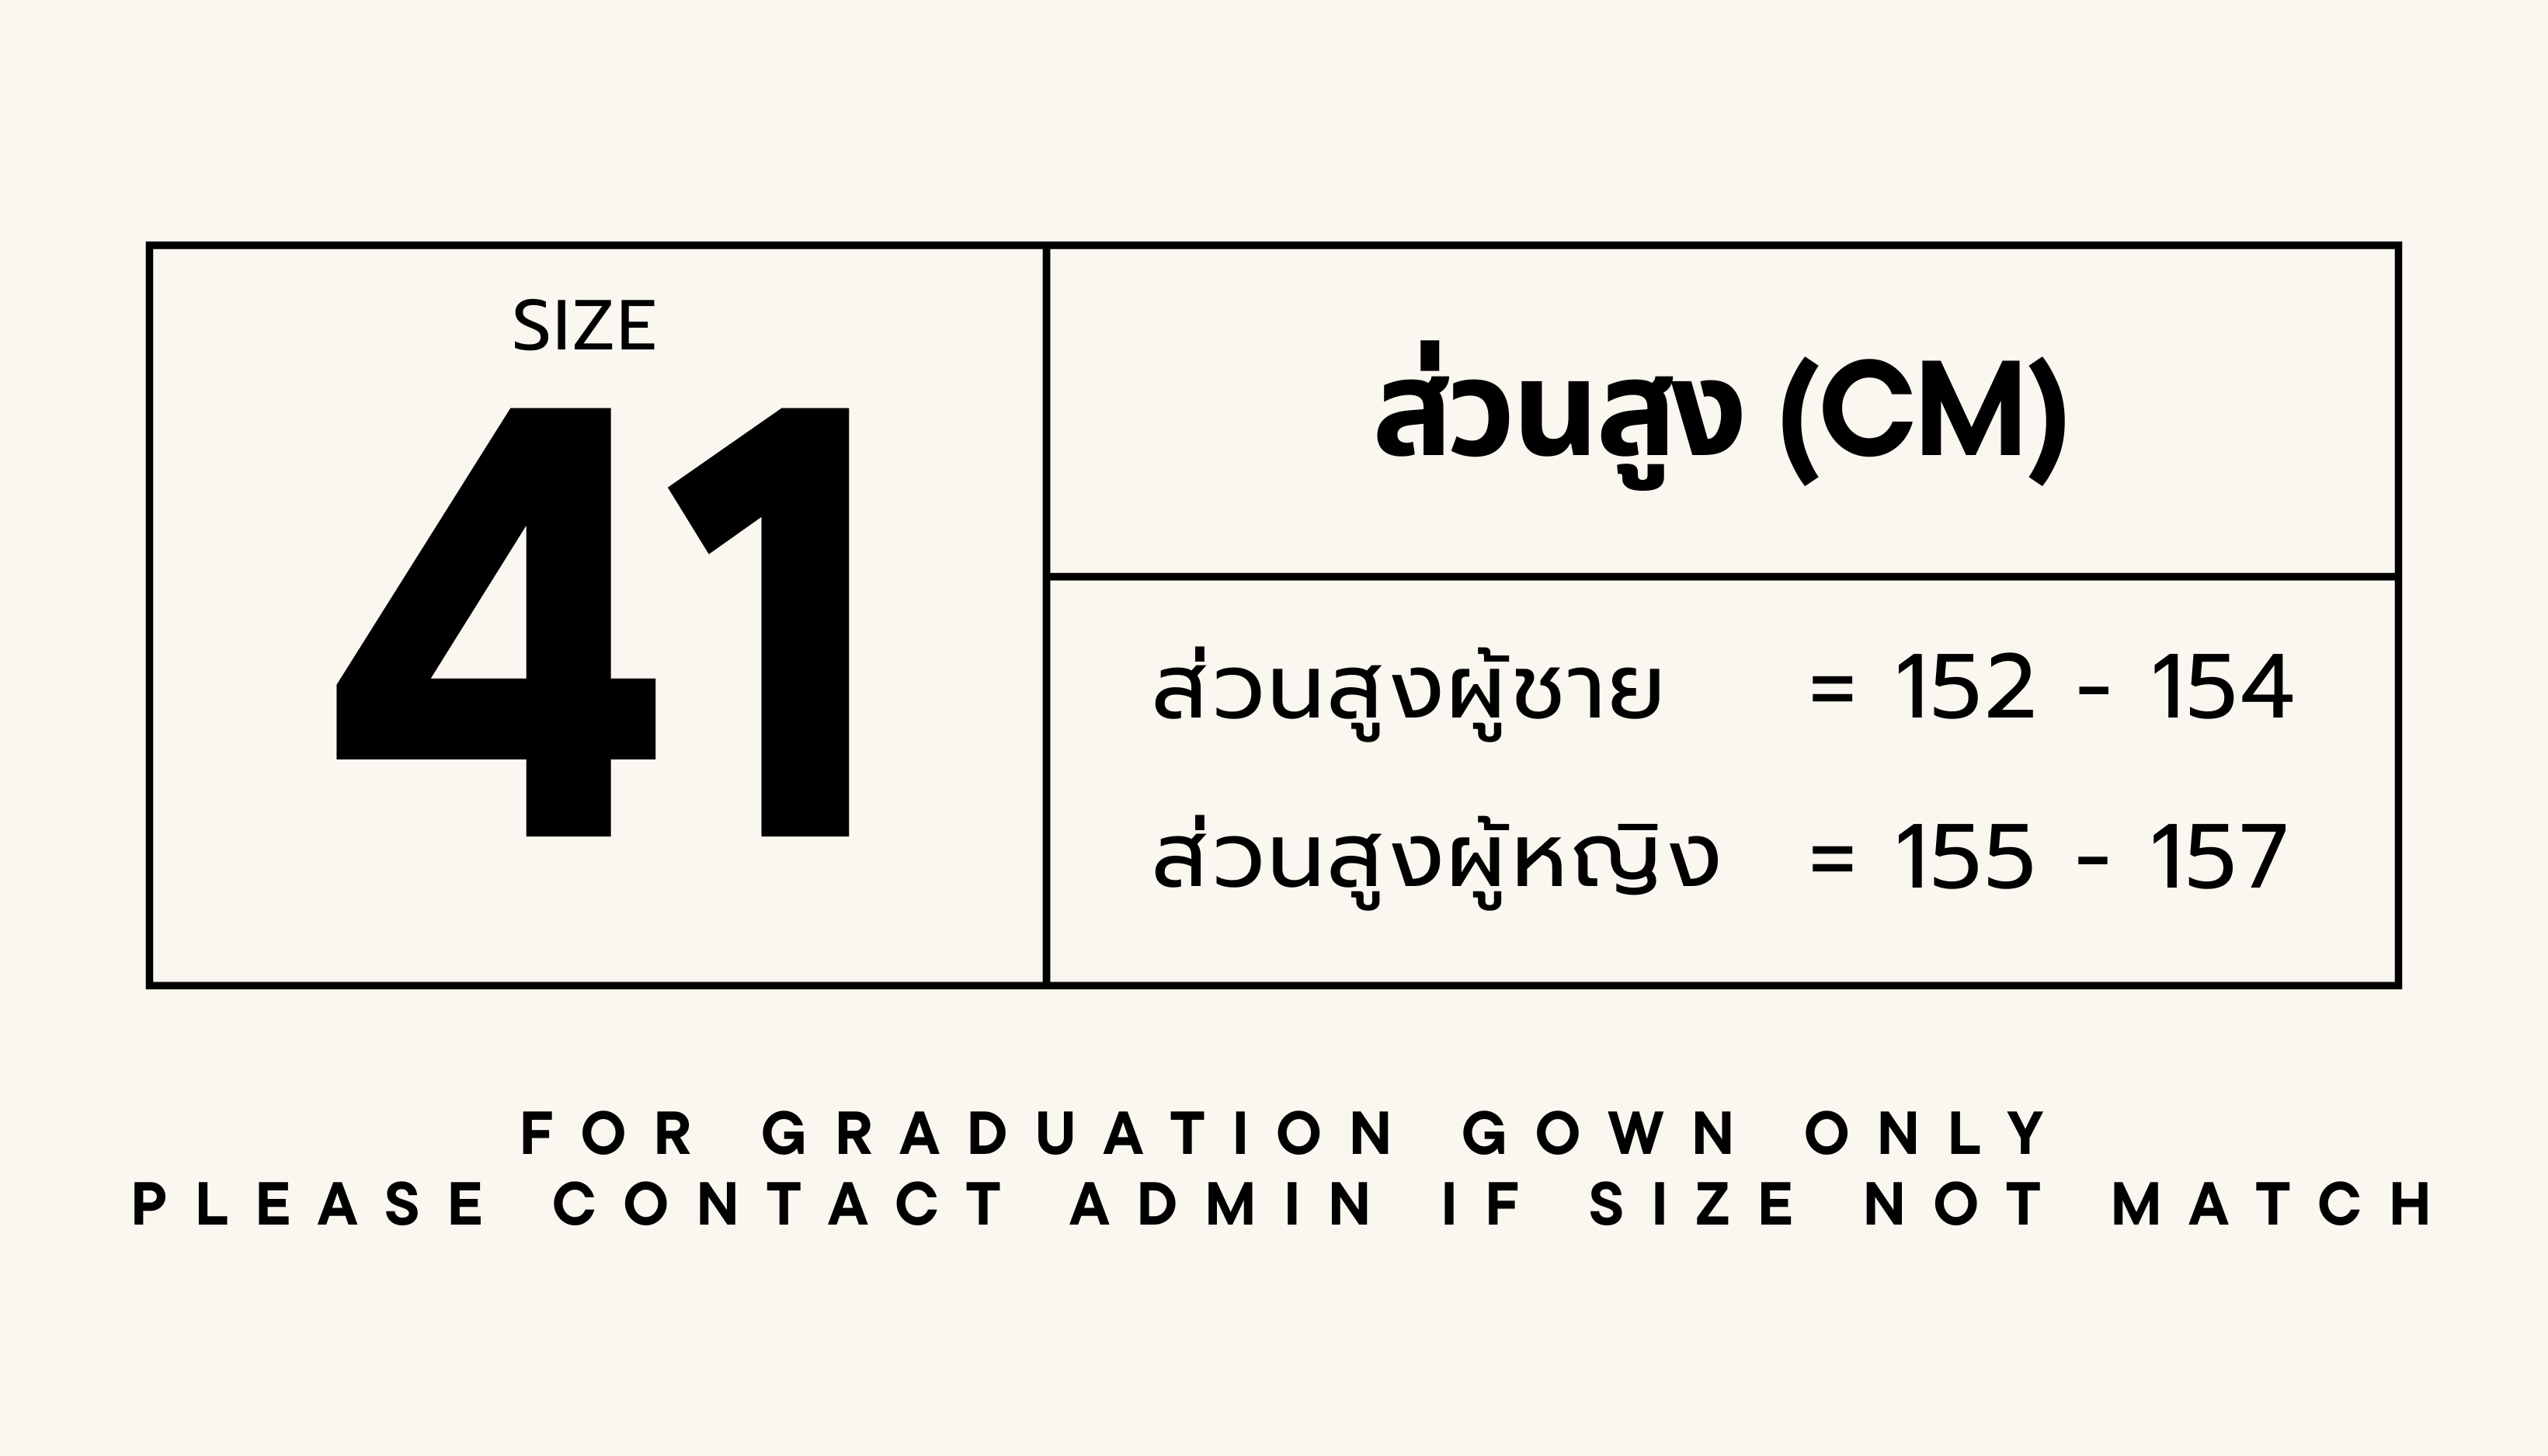 SIZE
41
ส่วนสูง (CM)
ส่วนสูงผู้ชาย = 152 - 154
ส่วนสูงผู้หญิง = 155 - 157
FOR GRADUATION GOWN ONLY
PLEASE CONTACT ADMIN IF SIZE NOT MATCH